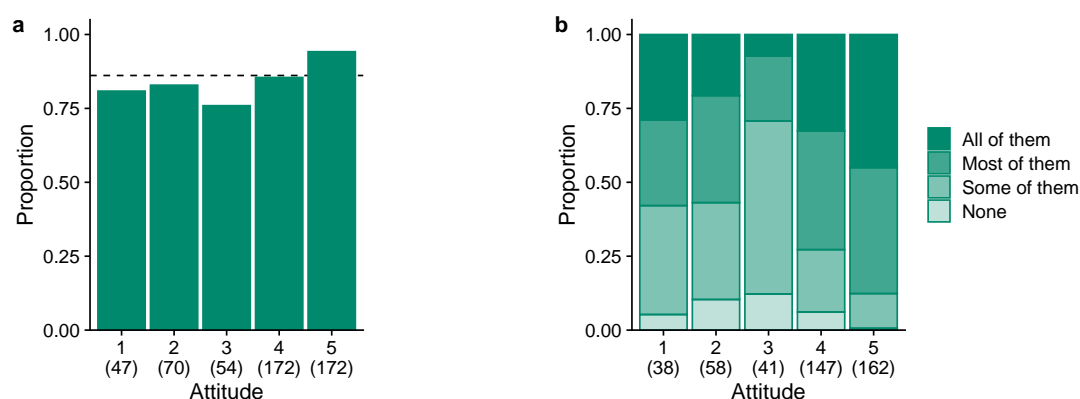 a
1.00
0.75
0.50
0.25
0.00
Proportion
1 2 3 4 5
(47) (70) (54) (172) (172)
Attitude
b
1.00
0.75
0.50
0.25
0.00
Proportion
1 2 3 4 5
(38) (58) (41) (147) (162)
Attitude
All of them
Most of them
Some of them
None